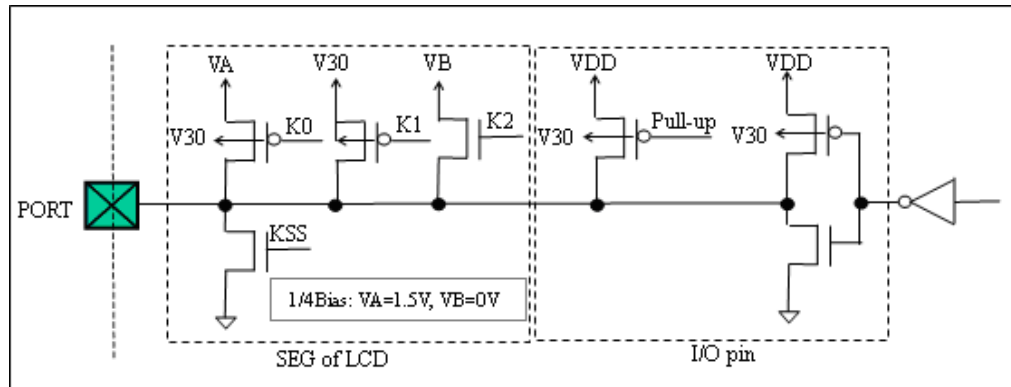 VA V30 VB VDD VDD
V30 K0 K1 K2 V30 Pull-up V30
PORT
KSS
1/4Bias: VA=1.5V, VB=0V
SEG of LCD I/O pin